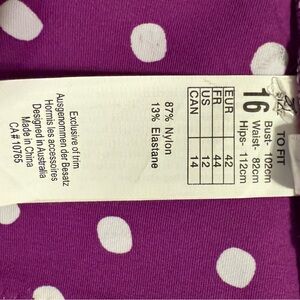 SIZE
16
TO FIT
Bust- 102cm
Waist- 82cm
Hips- 112cm
EUR 42
FR 44
US 12
CAN 14
87% Nylon
13% Elastane
Exclusive of trim
Ausgenommen der Besatz
Hormis les accessoires
Designed in Australia
Made in China
CA# 10765